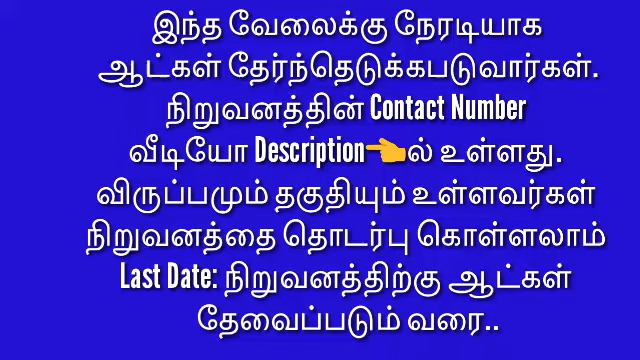 இந்த வேலைக்கு நேரடியாக
ஆட்கள் தேர்ந்தெடுக்கபடுவார்கள்.
நிறுவனத்தின் Contact Number
வீடியோ Description👈ல் உள்ளது.
விருப்பமும் தகுதியும் உள்ளவர்கள்
நிறுவனத்தை தொடர்பு கொள்ளலாம்
Last Date: நிறுவனத்திற்கு ஆட்கள்
தேவைப்படும் வரை..